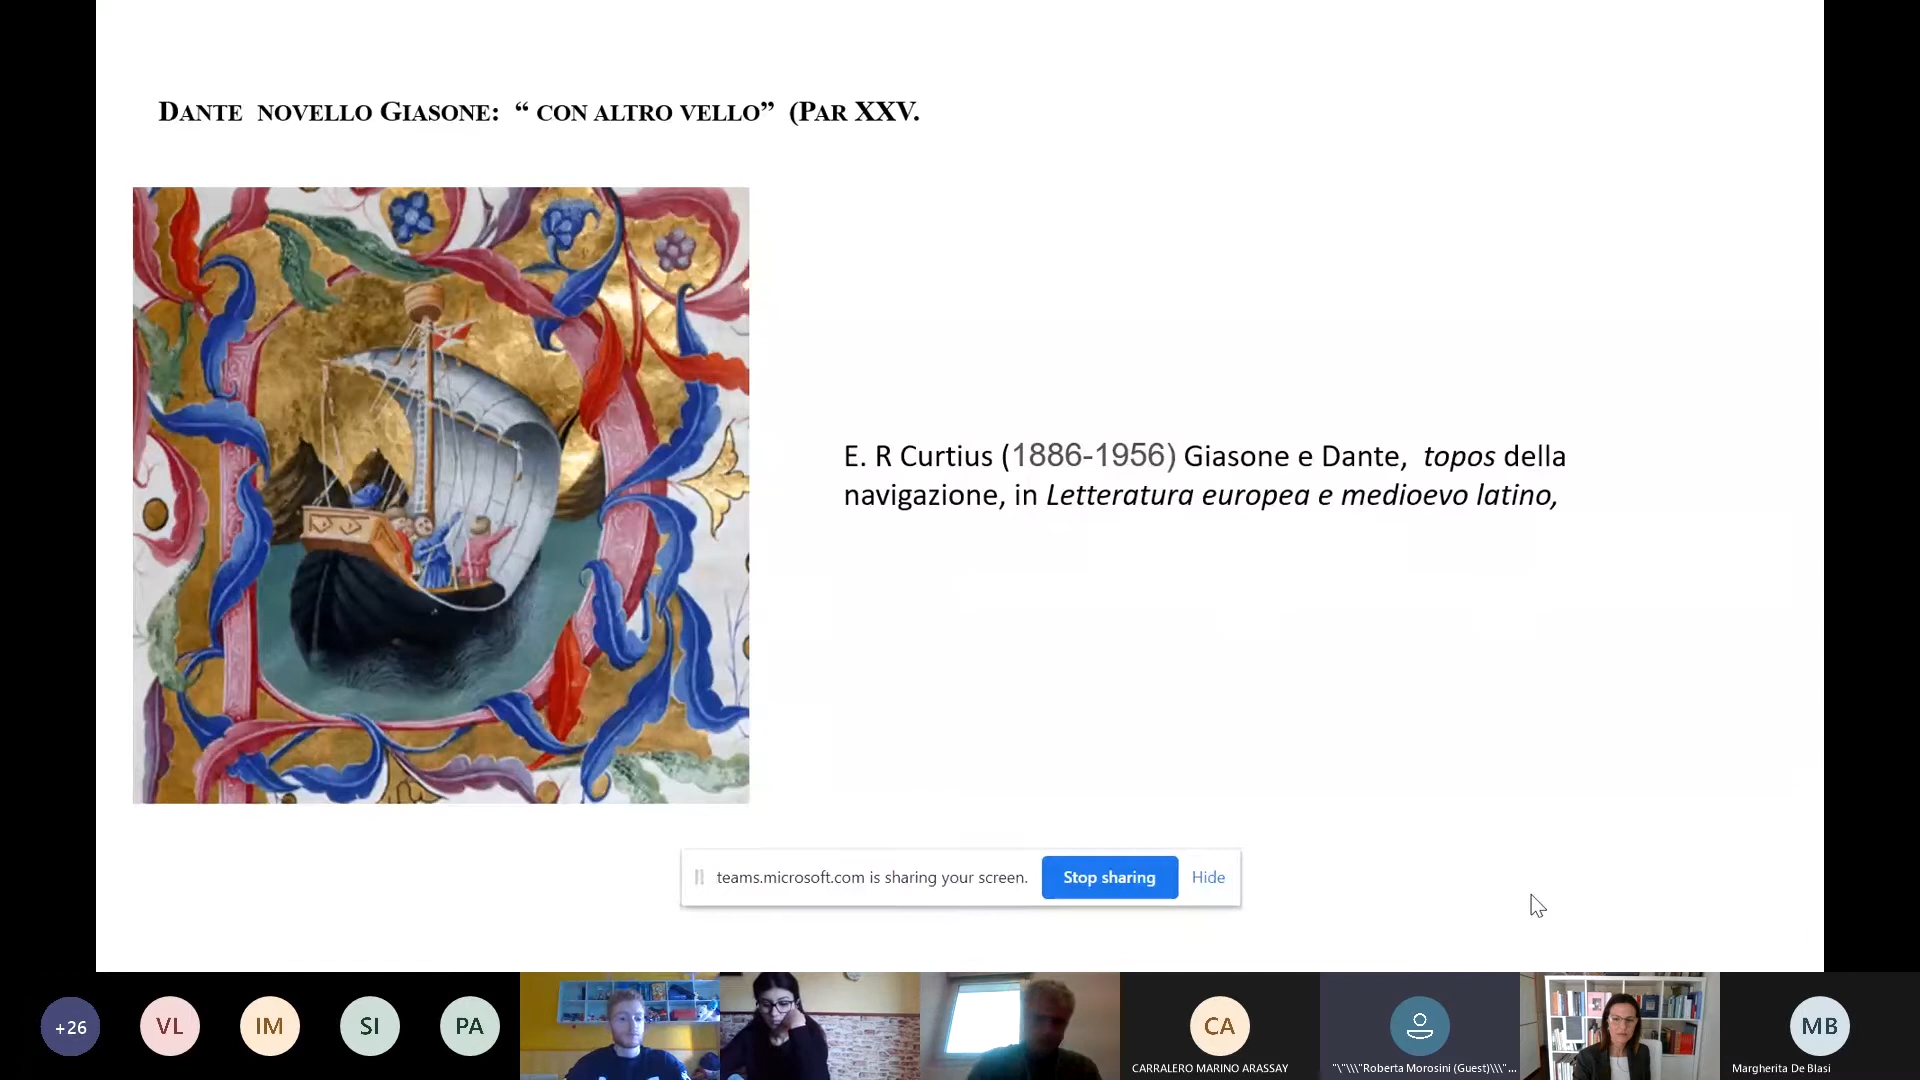 DANTE NOVELLO GIASONE: “ CON ALTRO VELLO” (PAR XXV.
E. R Curtius (1886-1956) Giasone e Dante, topos della
navigazione, in Letteratura europea e medioevo latino,
teams.microsoft.com is sharing your screen. Stop sharing Hide
+26 VL IM SI PA CA MB
CARRALERO MARINO ARASSAY "\"\\\"Roberta Morosini (Guest)\\\" ... Margherita De Blasi